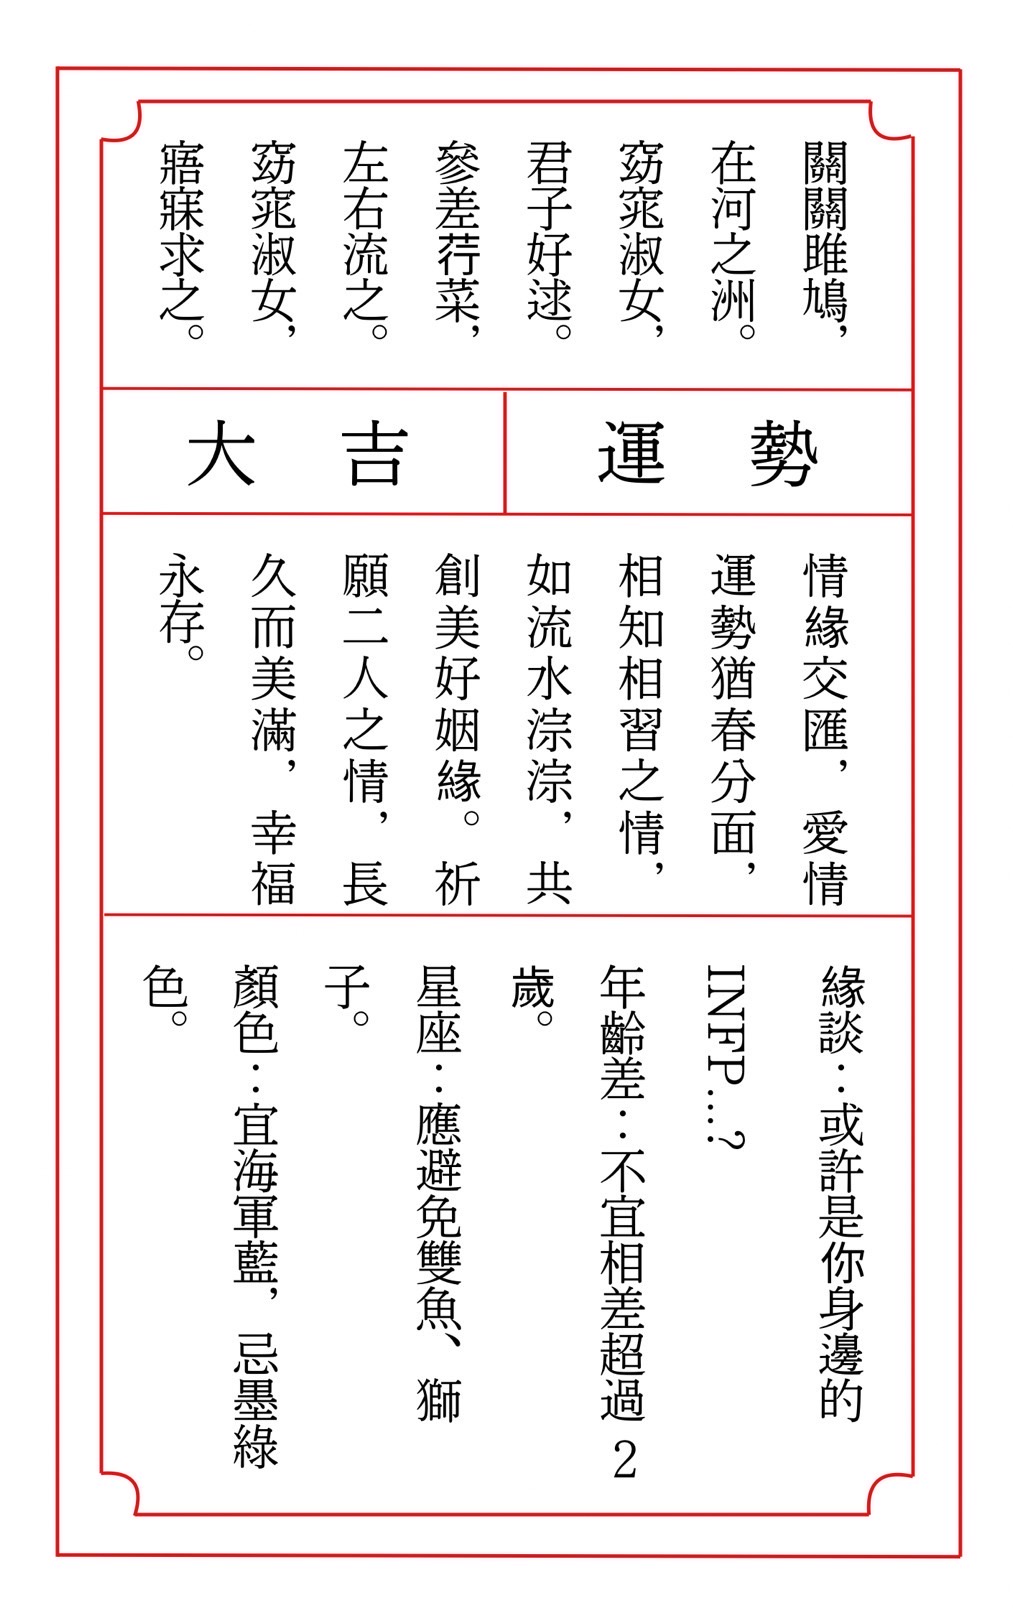 關關雎鳩，
在河之洲。
窈窕淑女，
君子好逑。
參差荇菜，
左右流之。
窈窕淑女，
寤寐求之。
運勢
大吉
情緣交匯，愛情
運勢猶春分面，
相知相習之情，
如流水淙淙，共
創美好姻緣。祈
願二人之情，長
久而美滿，幸福
永存。
緣談：或許是你身邊的
INFP...?
年齡差：不宜相差超過2
歲。
星座：應避免雙魚、獅
子。
顏色：宜海軍藍，忌墨綠
色。